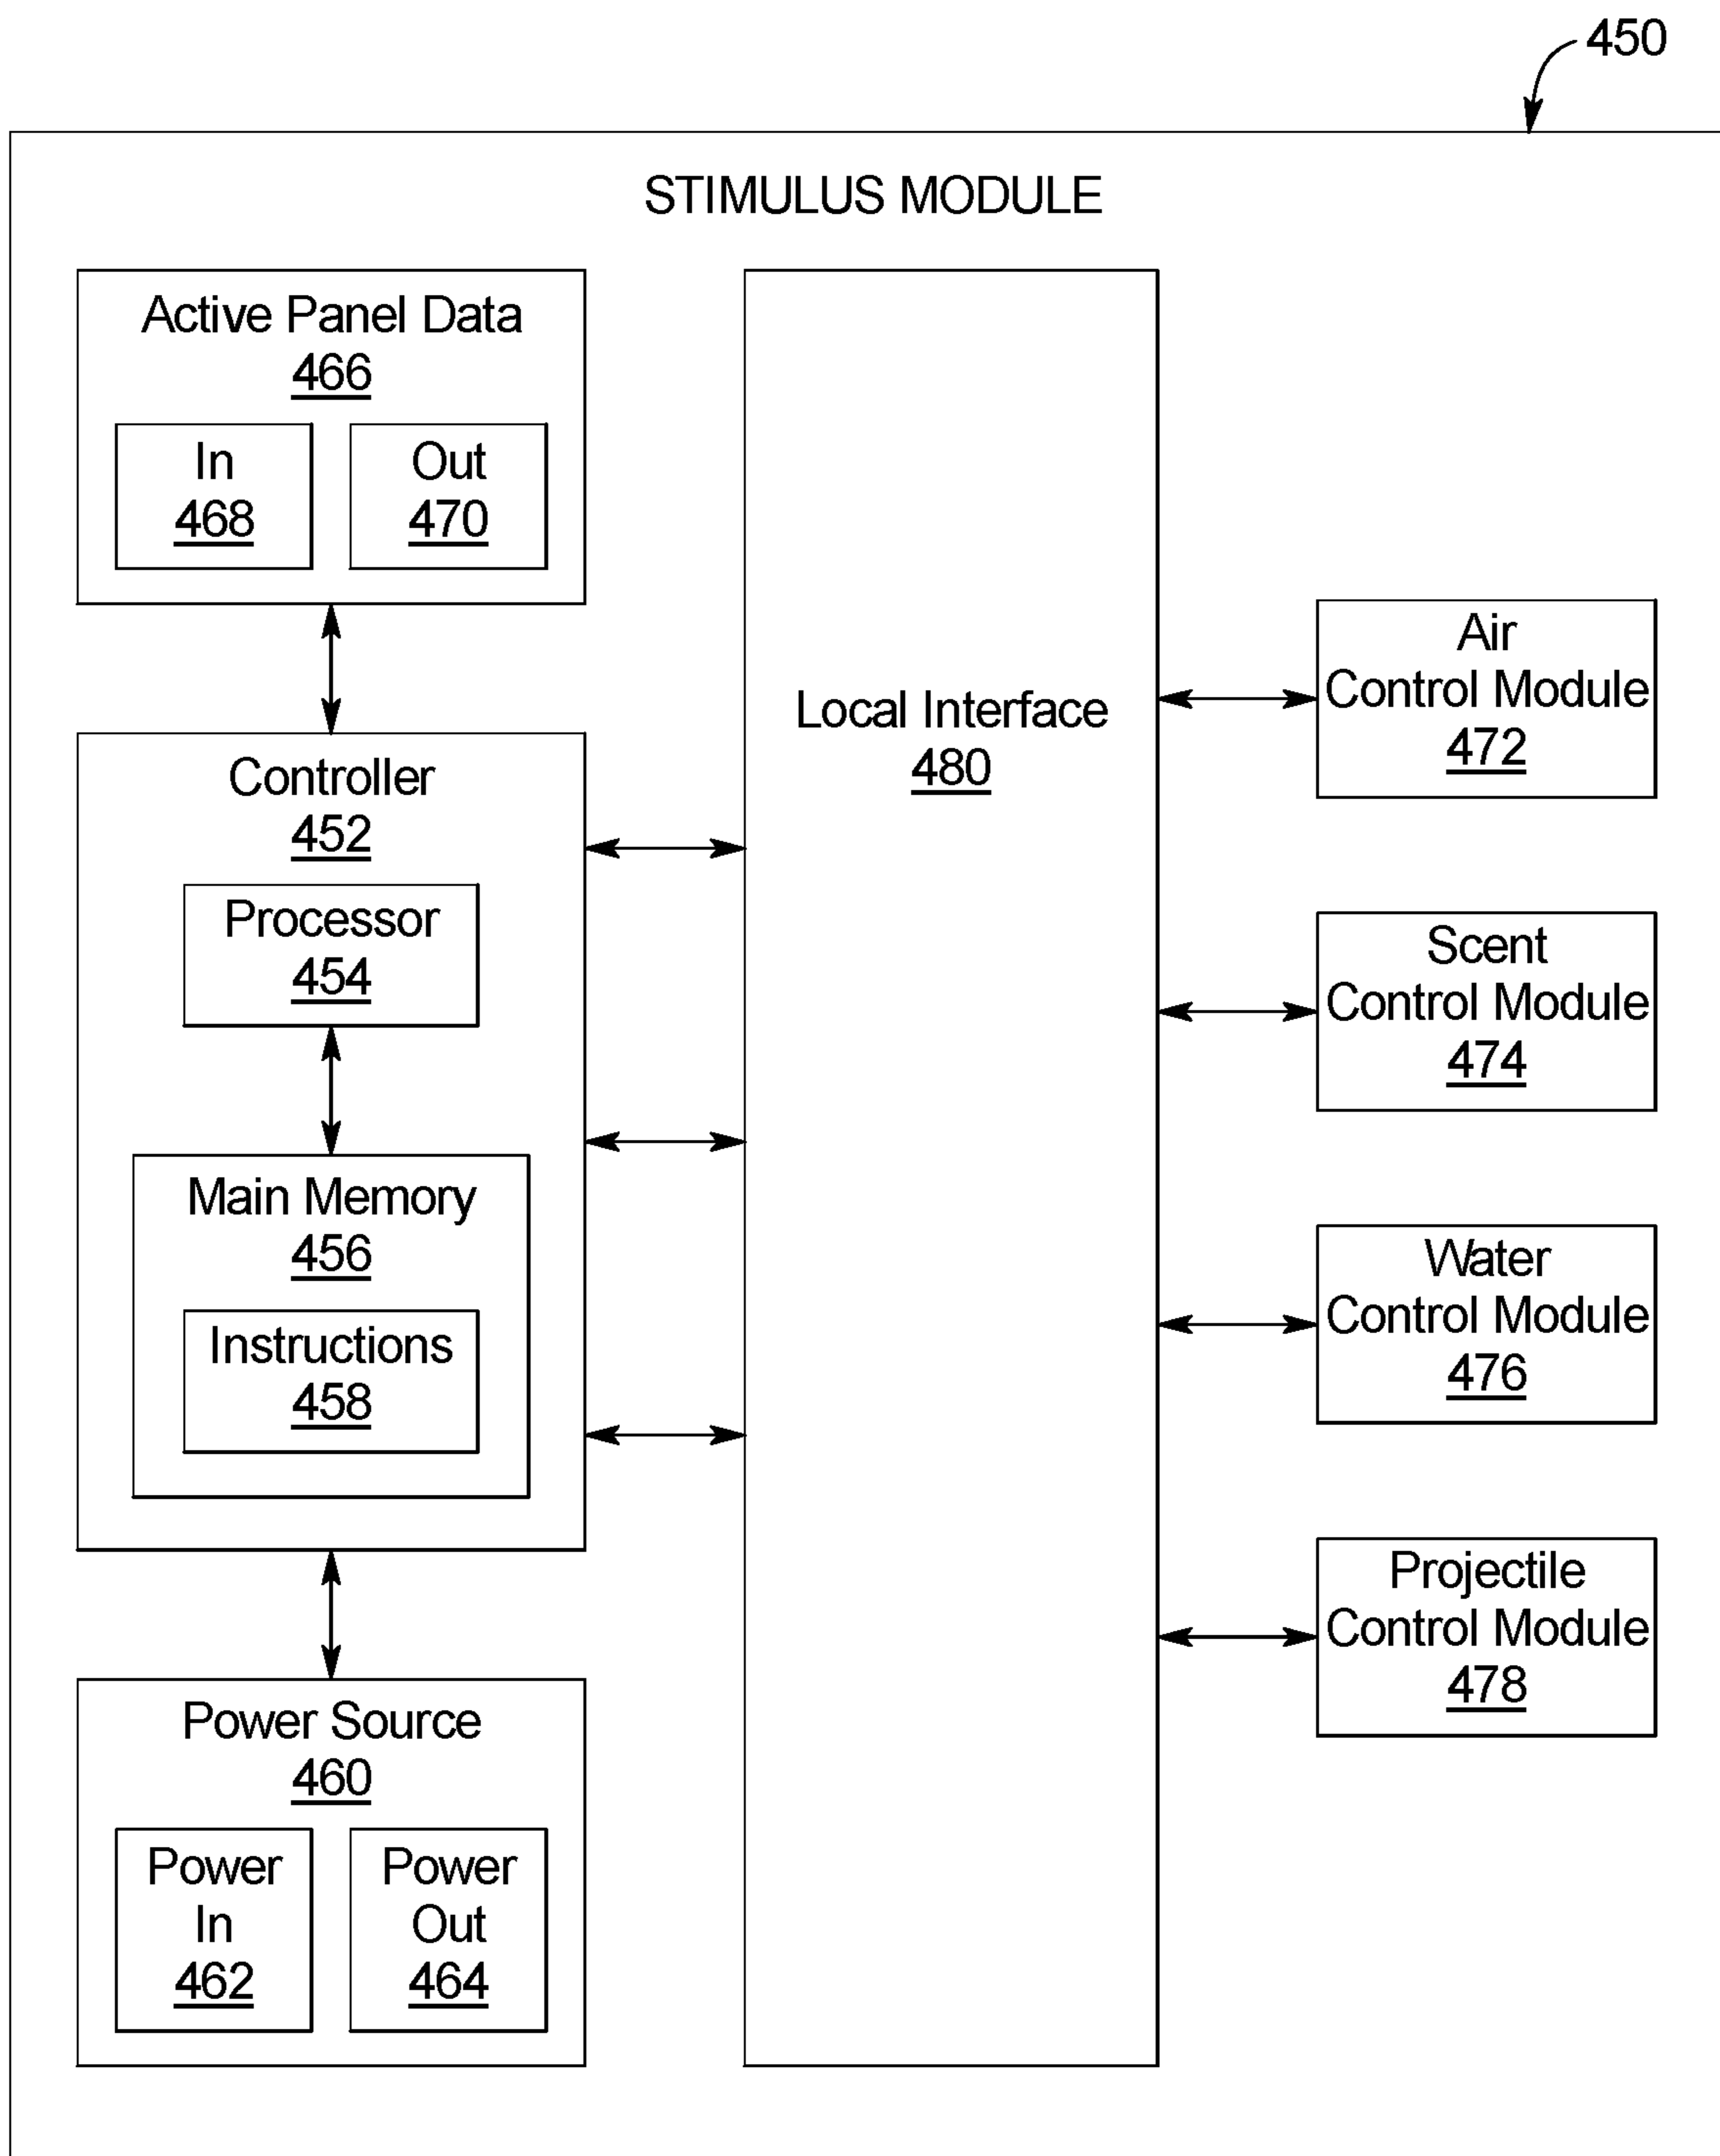 450
STIMULUS MODULE
Active Panel Data
466
In
468
Out
470
Controller
452
Processor
454
Main Memory
456
Instructions
458
Power Source
460
Power
In
462
Power
Out
464
Local Interface
480
Air
Control Module
472
Scent
Control Module
474
Water
Control Module
476
Projectile
Control Module
478